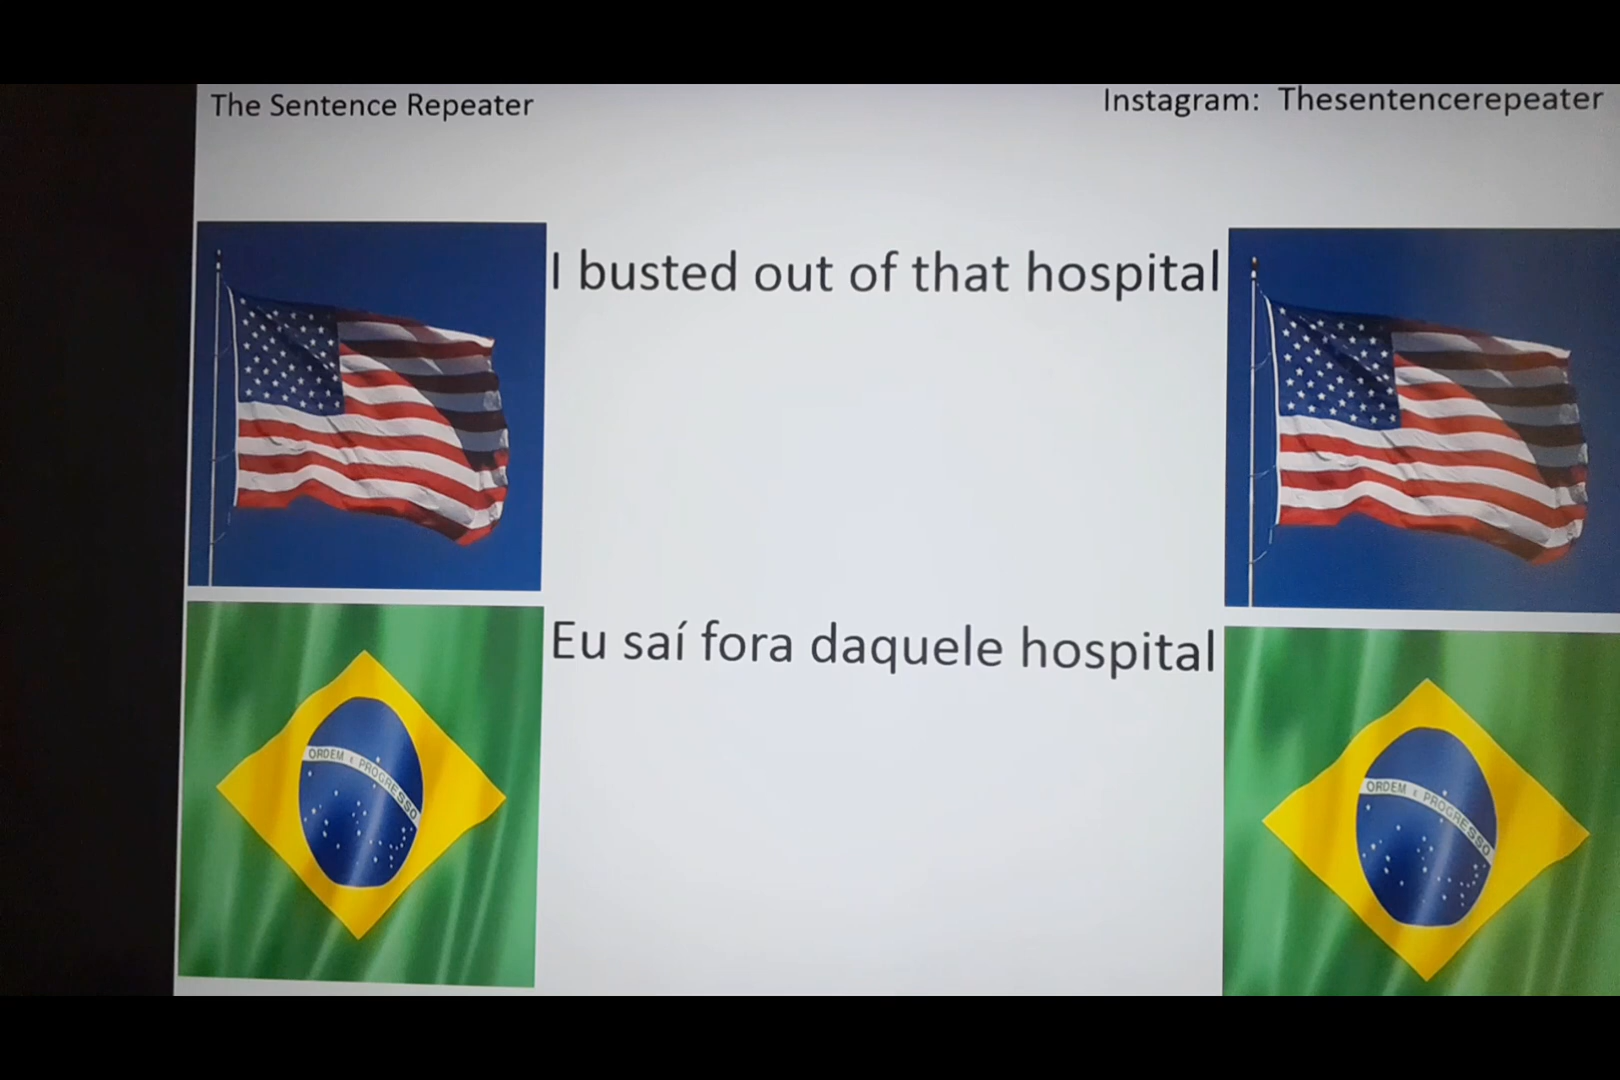 The Sentence Repeater
Instagram: Thesentencerepeater
I busted out of that hospital
Eu saí fora daquele hospital
ORDEM E PROGRESSO
ORDEM E PROGRESSO